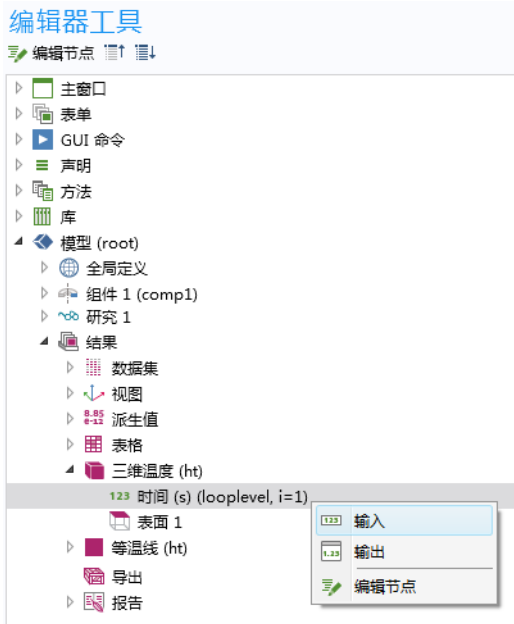 编辑器工具
编辑节点
主窗口
表单
GUI 命令
声明
方法
库
模型 (root)
全局定义
组件 1 (comp1)
研究 1
结果
数据集
视图
8.85
e-12
派生值
表格
三维温度 (ht)
123 时间 (s) (looplevel, i=1)
123 输入
表面 1
1.23 输出
等温线 (ht)
导出
编辑节点
报告